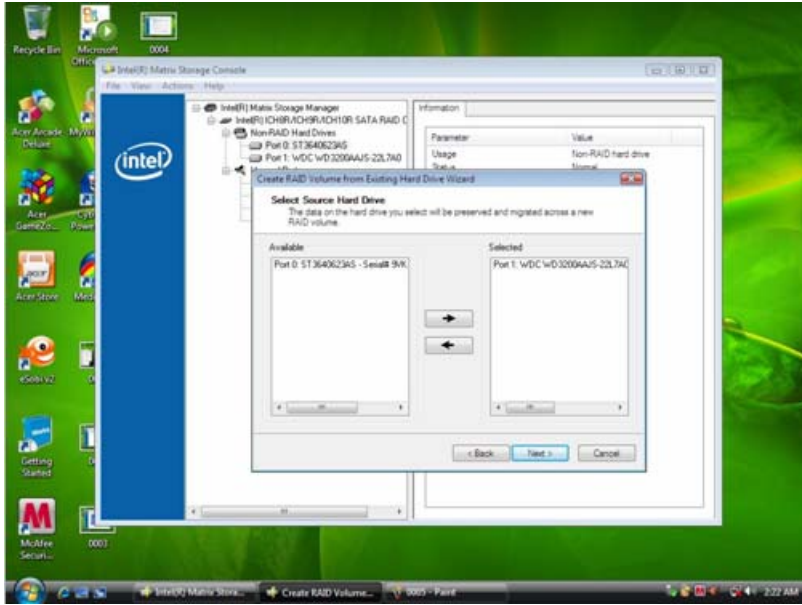 Recycle Bin
Microsoft
Office
0004
Acer Arcade
Deluxe
Acer
GameZo...
Acer Store
eSobi v2
Getting
Started
McAfee
Securi...
0003
Intel(R) Matrix Storage Console
File View Actions Help
intel
Intel(R) Matrix Storage Manager
Intel(R) ICH8R/ICH9R/ICH10R SATA RAID C
Non-RAID Hard Drives
Port 0: ST3640623AS
Port 1: WDC WD3200AAJS-22L7A0
Information
Parameter Value
Usage Non-RAID hard drive
Status Normal
Create RAID Volume from Existing Hard Drive Wizard
Select Source Hard Drive
The data on the hard drive you select will be preserved and migrated across a new
RAID volume.
Available
Port 0: ST3640623AS - Serial# 9VK
Selected
Port 1: WDC WD3200AAJS-22L7A0
< Back
Next >
Cancel
Intel(R) Matrix Stora...
Create RAID Volume...
0005 - Paint
2:22 AM